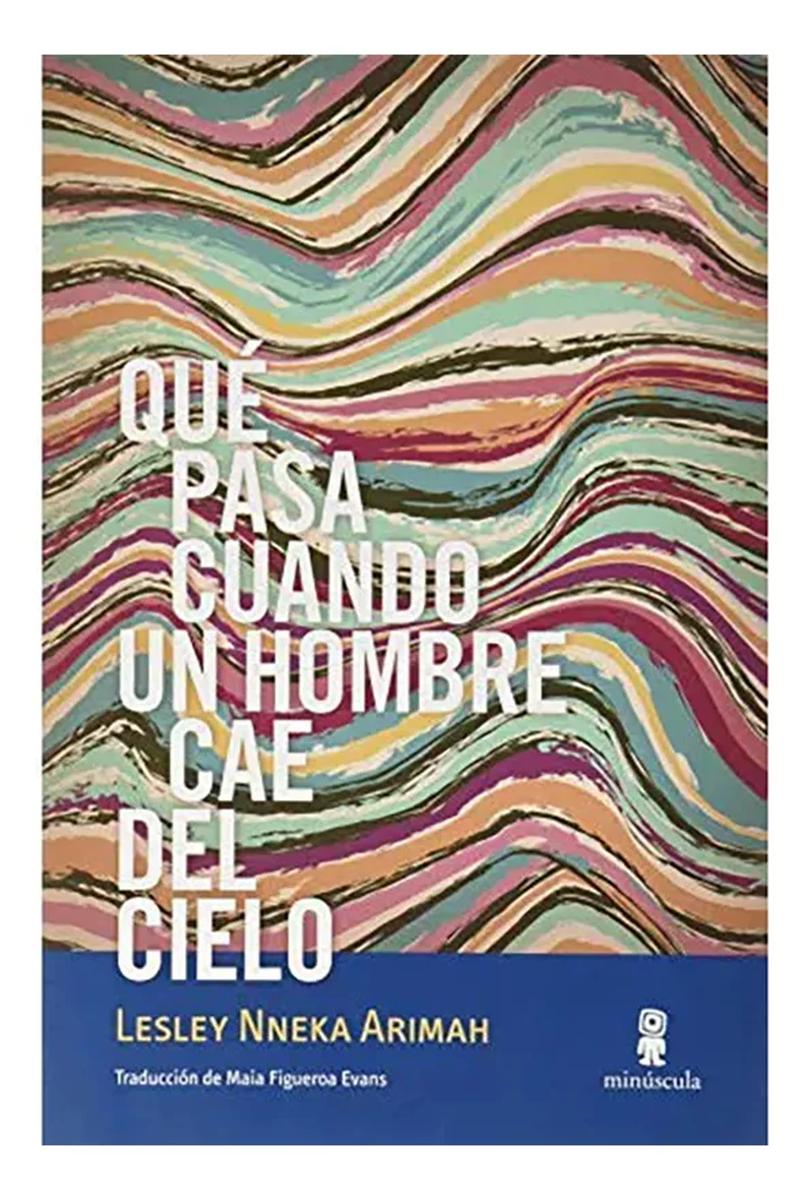 QUÉ
PASA
CUANDO
UN HOMBRE
CAE
DEL
CIELO
LESLEY NNEKA ARIMAH
Traducción de Maia Figueroa Evans
minúscula